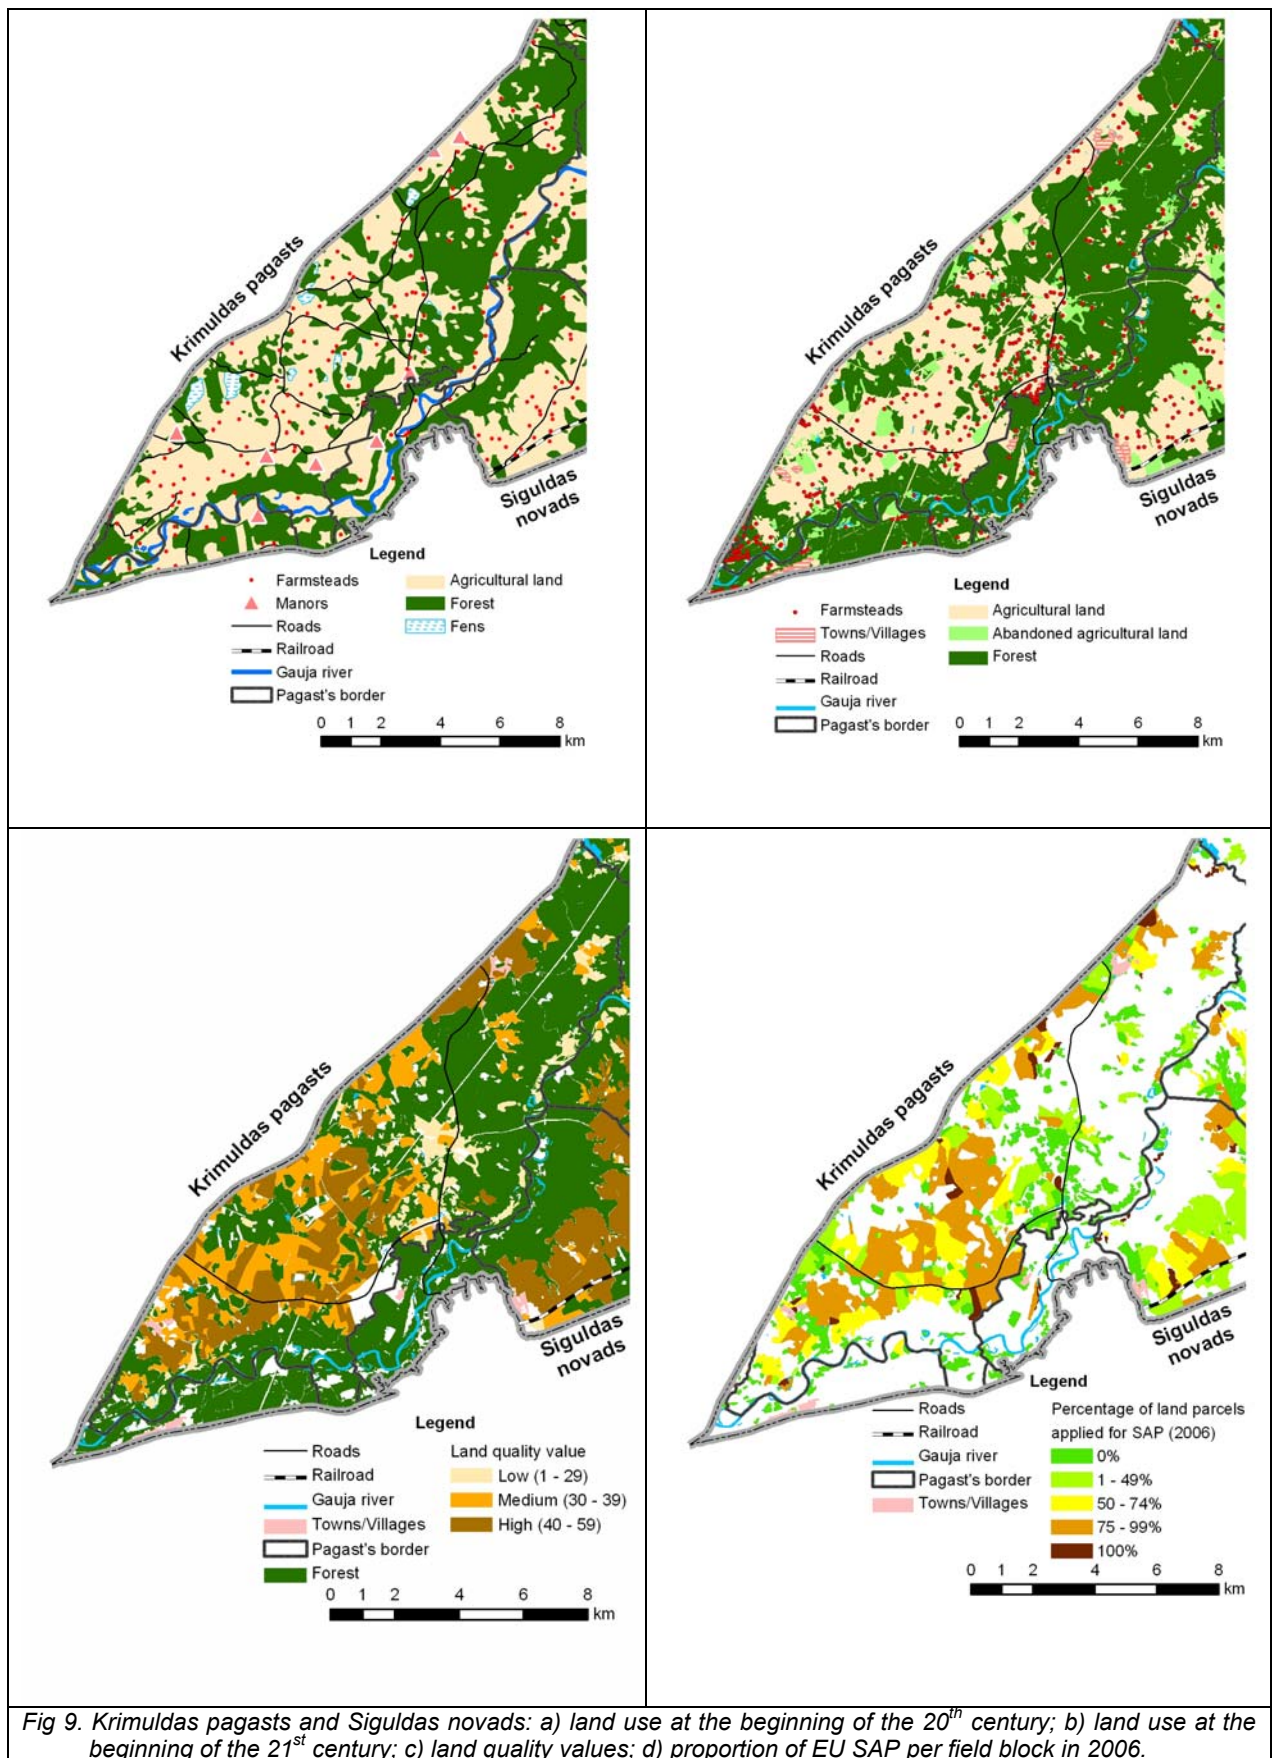 Krimuldas pagasts
Siguldas
novads
Legend
Farmsteads
Manors
Roads
Railroad
Gauja river
Pagast's border
Agricultural land
Forest
Fens
0 1 2 4 6 8
km
Krimuldas pagasts
Siguldas
novads
Legend
Farmsteads
Towns/Villages
Roads
Railroad
Gauja river
Pagast's border
Agricultural land
Abandoned agricultural land
Forest
0 1 2 4 6 8
km
Krimuldas pagasts
Siguldas
novads
Legend
Roads
Railroad
Gauja river
Towns/Villages
Pagast's border
Forest
Land quality value
Low (1 - 29)
Medium (30 - 39)
High (40 - 59)
0 1 2 4 6 8
km
Krimuldas pagasts
Siguldas
novads
Legend
Roads
Railroad
Gauja river
Pagast's border
Towns/Villages
Percentage of land parcels
applied for SAP (2006)
0%
1 - 49%
50 - 74%
75 - 99%
100%
0 1 2 4 6 8
km
Fig 9. Krimuldas pagasts and Siguldas novads: a) land use at the beginning of the 20th century; b) land use at the
beginning of the 21st century; c) land quality values; d) proportion of EU SAP per field block in 2006.